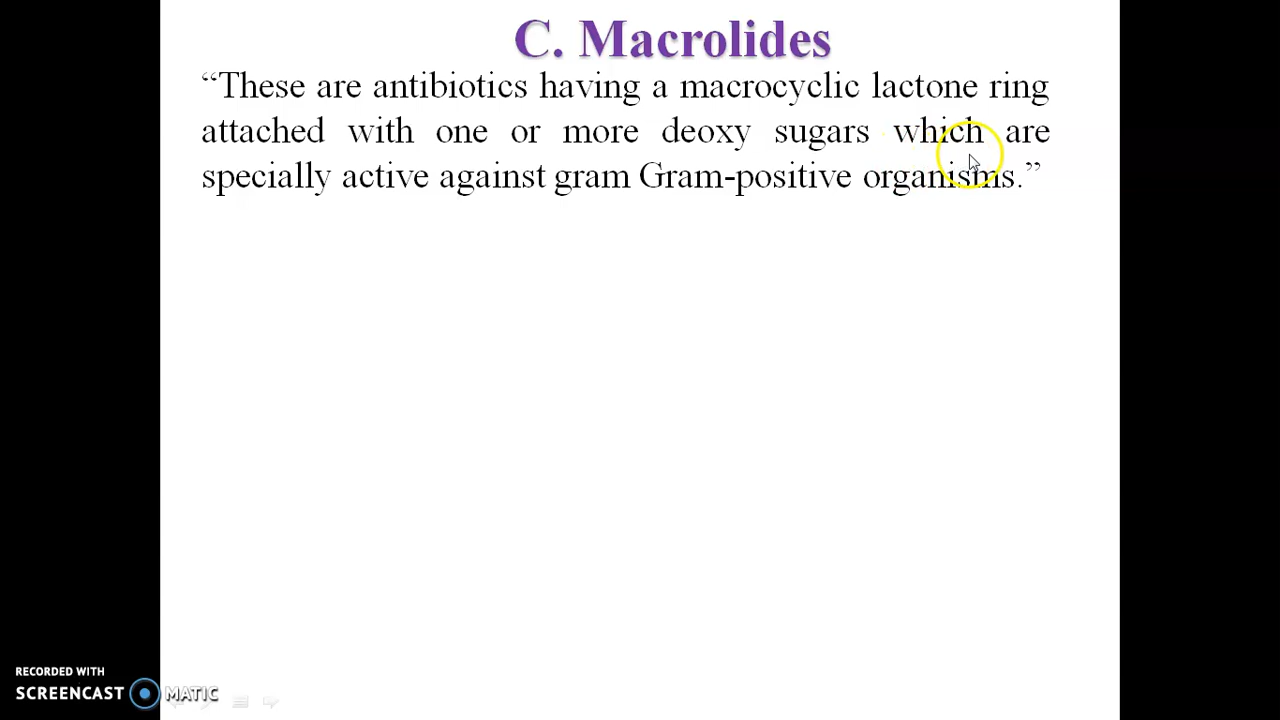 C. Macrolides
“These are antibiotics having a macrocyclic lactone ring
attached with one or more deoxy sugars which are
specially active against gram Gram-positive organisms.”
RECORDED WITH
SCREENCAST MATIC